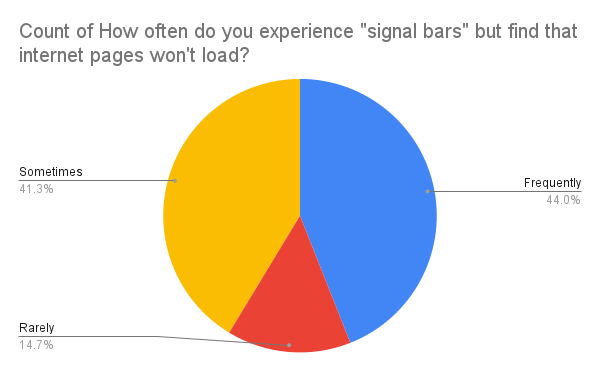 Count of How often do you experience "signal bars" but find that
internet pages won't load?
Sometimes
41.3%
Frequently
44.0%
Rarely
14.7%